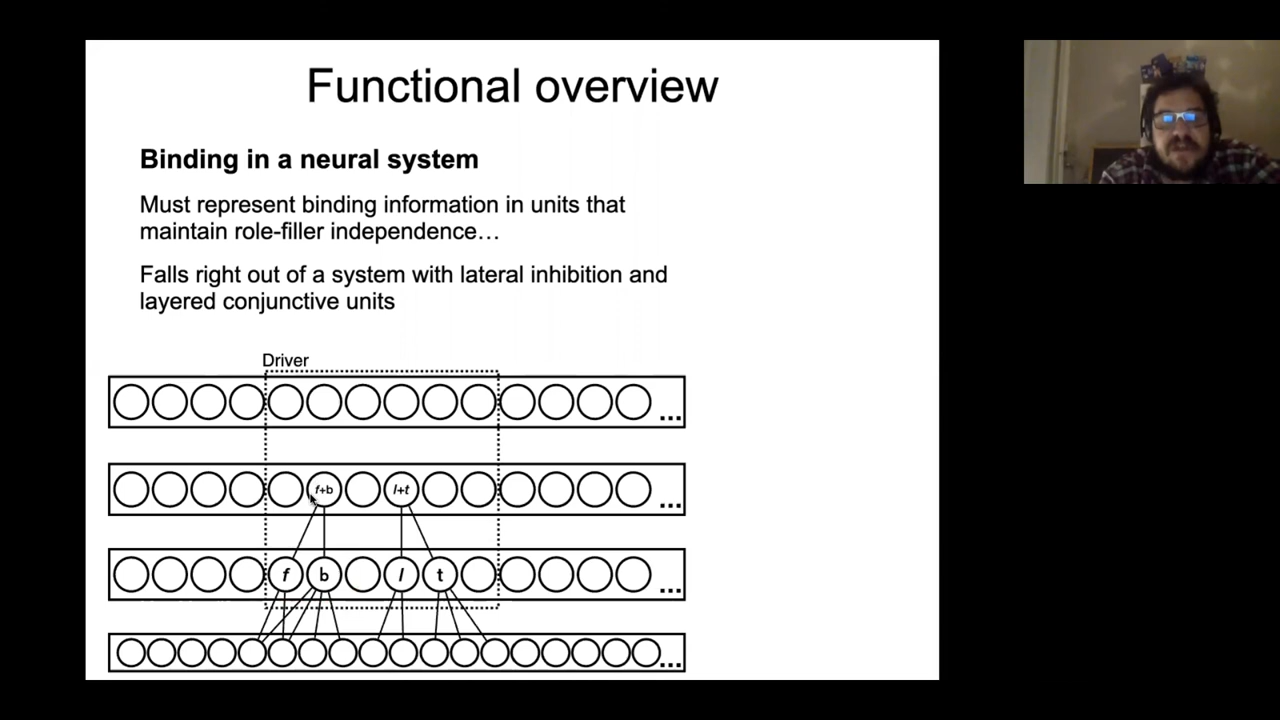 Functional overview
Binding in a neural system
Must represent binding information in units that
maintain role-filler independence…
Falls right out of a system with lateral inhibition and
layered conjunctive units
Driver
...
f+b l+t
...
f b l t
...
...